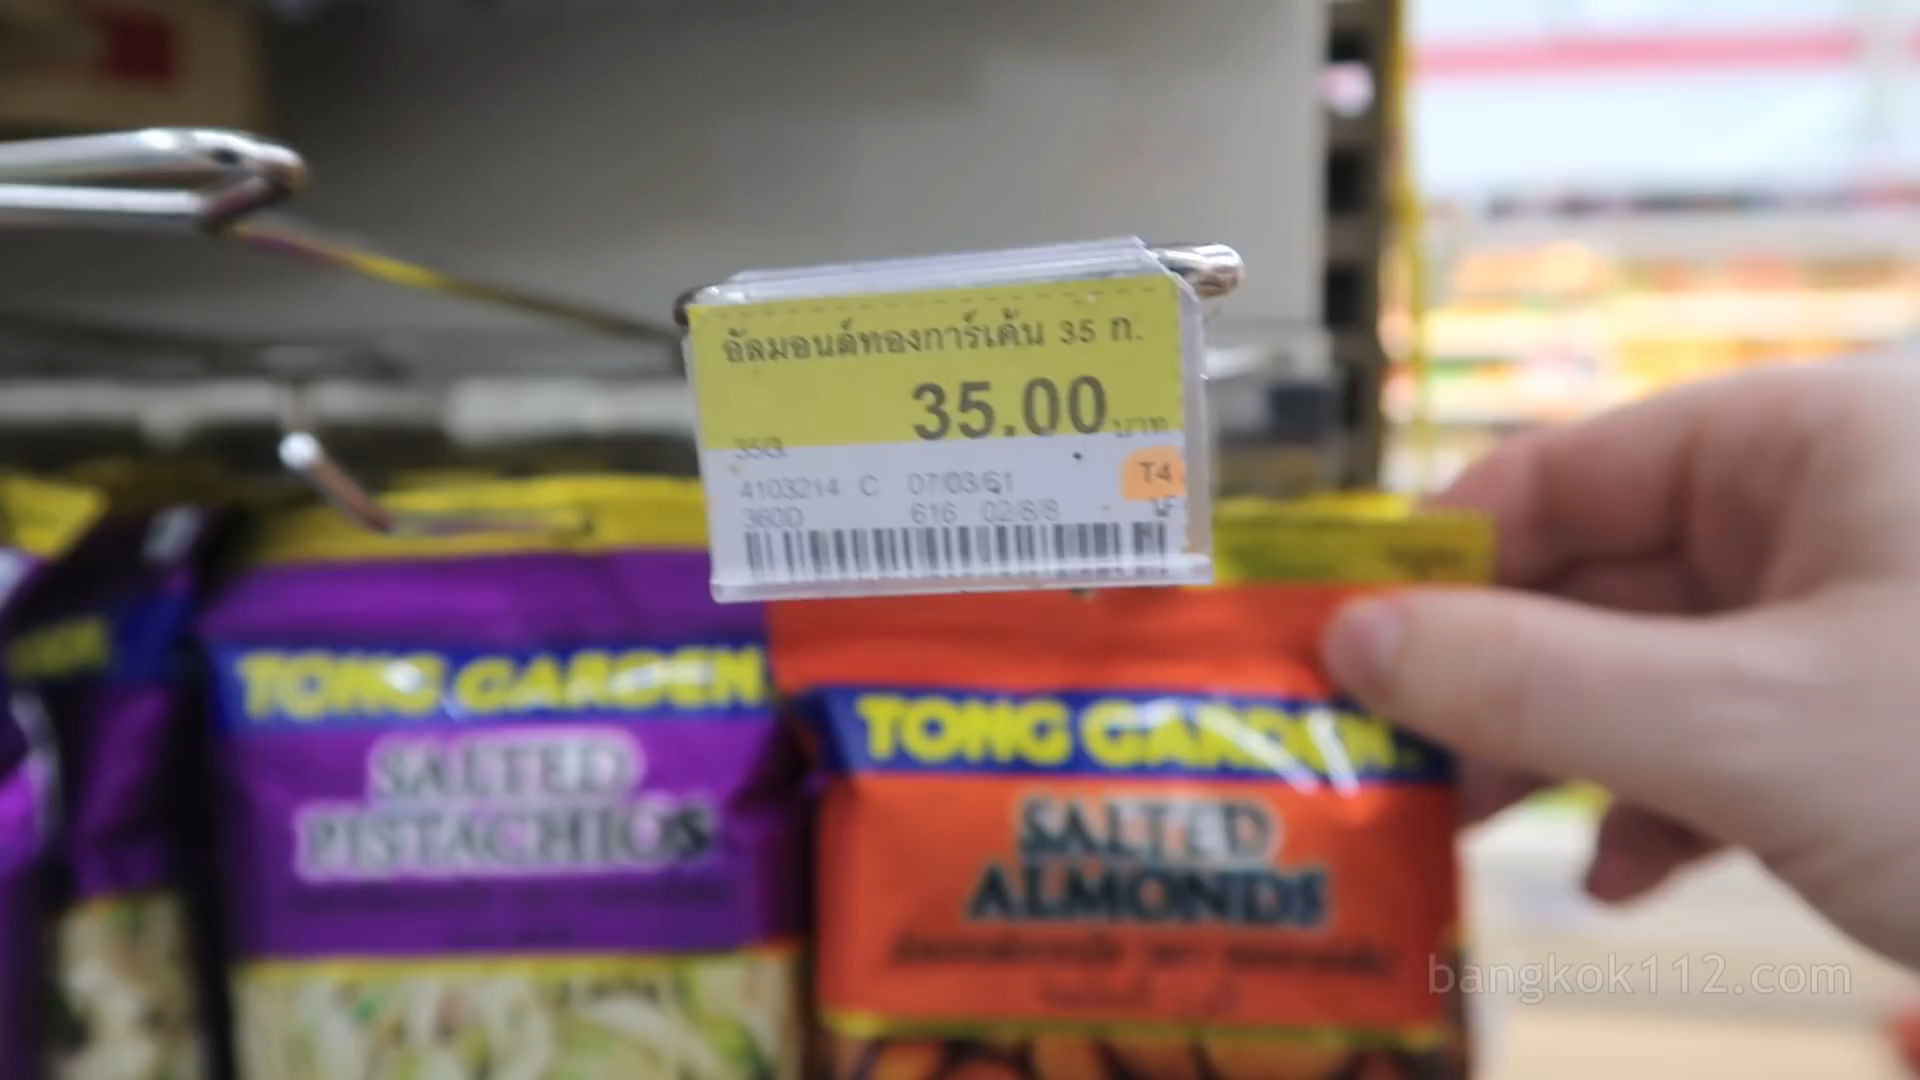 อัลมอนด์ทองการ์เด้น 35 ก.
35.00 บาท
35G.
4103214 C 07/03/61
T4
360D 616 02/8/8
TONG GARDEN
SALTED
PISTACHIOS
TONG GARDEN
SALTED
ALMONDS
bangkok112.com